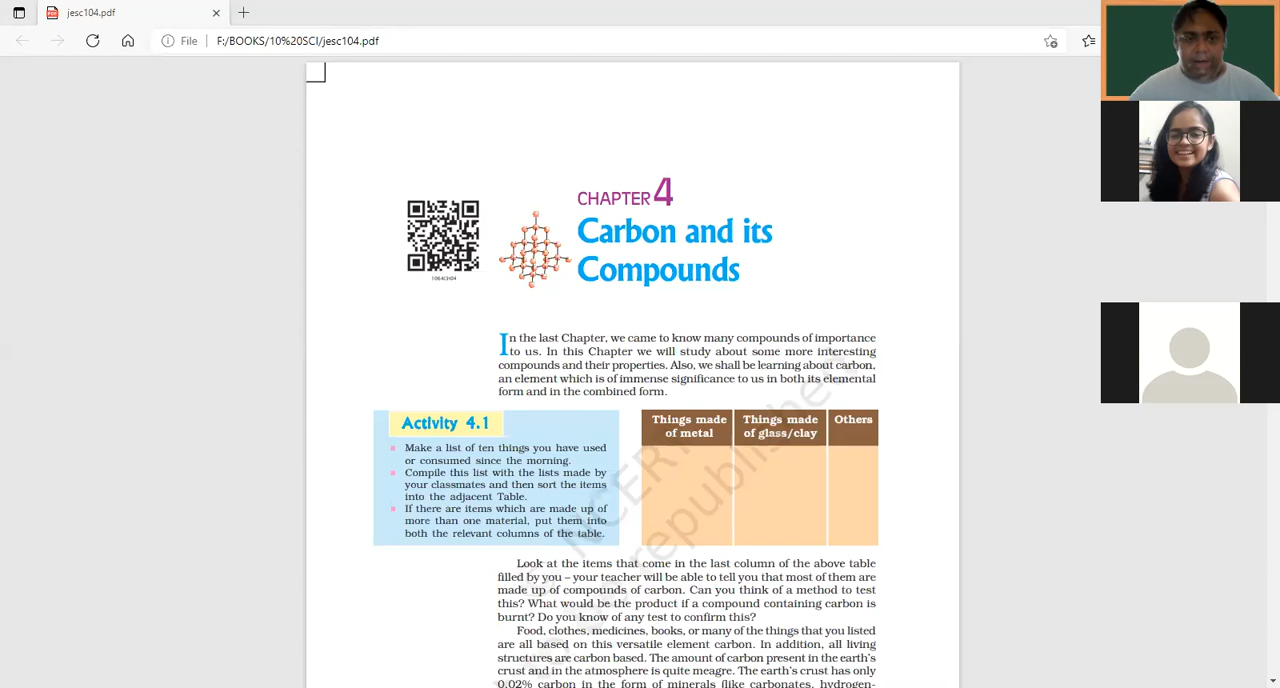 jesc104.pdf
File F:/BOOKS/10%20SCI/jesc104.pdf
CHAPTER 4
Carbon and its
Compounds
1064CH04
In the last Chapter, we came to know many compounds of importance
to us. In this Chapter we will study about some more interesting
compounds and their properties. Also, we shall be learning about carbon,
an element which is of immense significance to us in both its elemental
form and in the combined form.
Activity 4.1
Make a list of ten things you have used
or consumed since the morning.
Compile this list with the lists made by
your classmates and then sort the items
into the adjacent Table.
If there are items which are made up of
more than one material, put them into
both the relevant columns of the table.
Things made
of metal
Things made
of glass/clay
Others
Look at the items that come in the last column of the above table
filled by you – your teacher will be able to tell you that most of them are
made up of compounds of carbon. Can you think of a method to test
this? What would be the product if a compound containing carbon is
burnt? Do you know of any test to confirm this?
Food, clothes, medicines, books, or many of the things that you listed
are all based on this versatile element carbon. In addition, all living
structures are carbon based. The amount of carbon present in the earth's
crust and in the atmosphere is quite meagre. The earth's crust has only
0.02% carbon in the form of minerals (like carbonates, hydrogen-
NCERT
republished